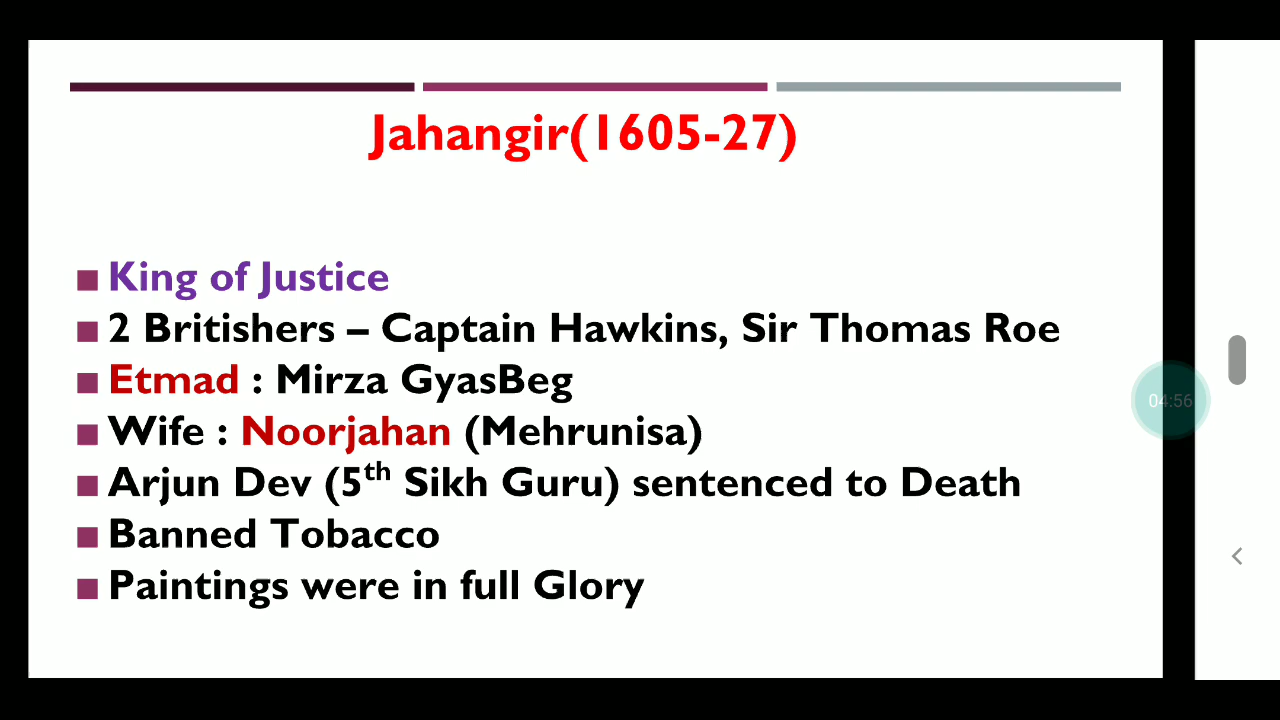 Jahangir(1605-27)
King of Justice
2 Britishers – Captain Hawkins, Sir Thomas Roe
Etmad : Mirza GyasBeg
Wife : Noorjahan (Mehrunisa)
Arjun Dev (5th Sikh Guru) sentenced to Death
Banned Tobacco
Paintings were in full Glory
04:56